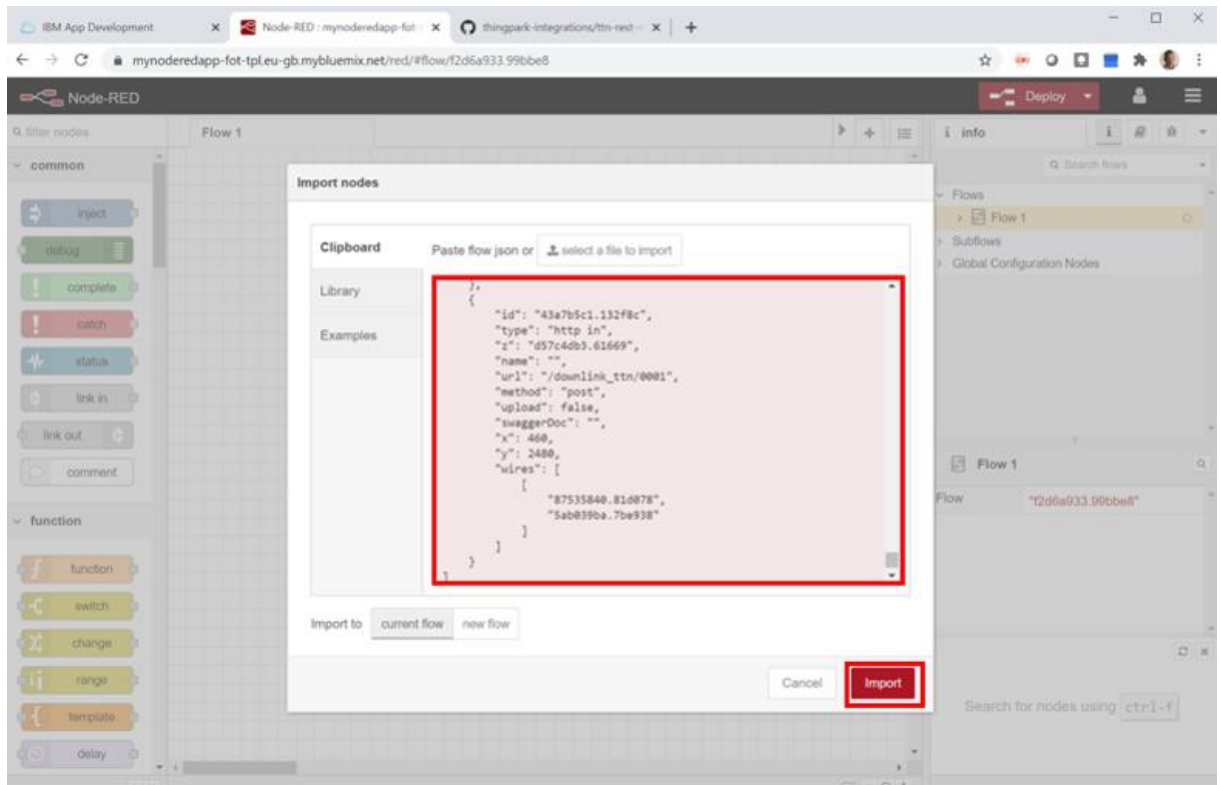 IBM App Development
Node-RED : mynoderedapp-fot-
thingpark-integrations/ttn-rest-
mynoderedapp-fot-tpl.eu-gb.mybluemix.net/red/#flow/f2d6a933.99bbe8
Node-RED
Deploy
filter nodes
Flow 1
i info
Search flows
common
inject
debug
complete
catch
status
link in
link out
comment
function
function
switch
change
range
template
delay
Import nodes
Clipboard
Library
Examples
Paste flow json or select a file to import
},
{
"id": "43a7b5c1.132f8c",
"type": "http in",
"z": "d57c4db3.61669",
"name": "",
"url": "/downlink_ttn/0001",
"method": "post",
"upload": false,
"swaggerDoc": "",
"x": 460,
"y": 2480,
"wires": [
[
"87535840.81d078",
"5ab039ba.7be938"
]
]
}
]
Import to current flow new flow
Cancel Import
Flows
Flow 1
Subflows
Global Configuration Nodes
Flow 1
Flow "f2d6a933.99bbe8"
Search for nodes using ctrl-f